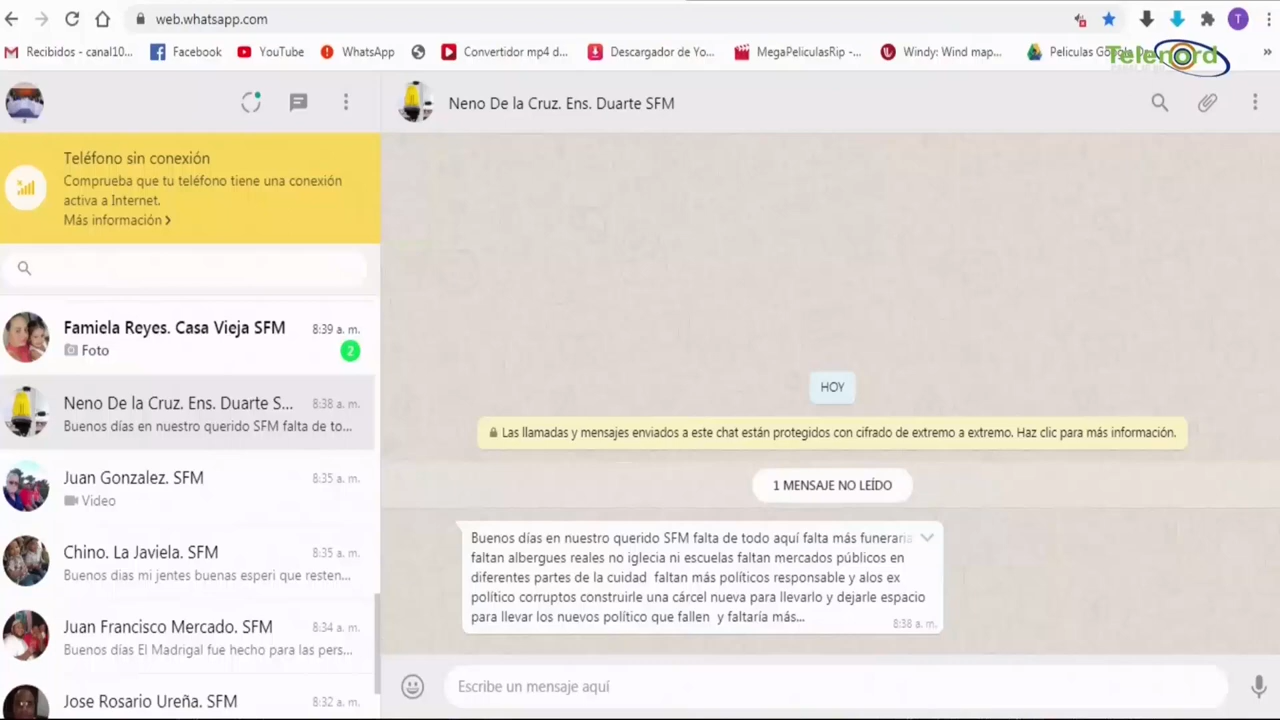 web.whatsapp.com
T
Recibidos - canal10...
Facebook
YouTube
WhatsApp
Convertidor mp4 d...
Descargador de Yo...
MegaPeliculasRip -...
Windy: Wind map...
Peliculas Google
»
Telenord
Neno De la Cruz. Ens. Duarte SFM
Teléfono sin conexión
Comprueba que tu teléfono tiene una conexión
activa a Internet.
Más información >
Famiela Reyes. Casa Vieja SFM 8:39 a. m.
Foto 2
Neno De la Cruz. Ens. Duarte S... 8:38 a. m.
Buenos días en nuestro querido SFM falta de to...
Juan Gonzalez. SFM 8:35 a. m.
Video
Chino. La Javiela. SFM 8:35 a. m.
Buenos dias mi jentes buenas esperi que resten...
Juan Francisco Mercado. SFM 8:34 a. m.
Buenos días El Madrigal fue hecho para las pers...
Jose Rosario Ureña. SFM 8:32 a. m.
HOY
Las llamadas y mensajes enviados a este chat están protegidos con cifrado de extremo a extremo. Haz clic para más información.
1 MENSAJE NO LEÍDO
Buenos días en nuestro querido SFM falta de todo aquí falta más funeraria
faltan albergues reales no iglecia ni escuelas faltan mercados públicos en
diferentes partes de la cuidad faltan más políticos responsable y alos ex
político corruptos construirle una cárcel nueva para llevarlo y dejarle espacio
para llevar los nuevos político que fallen y faltaría más...
8:38 a. m.
Escribe un mensaje aquí